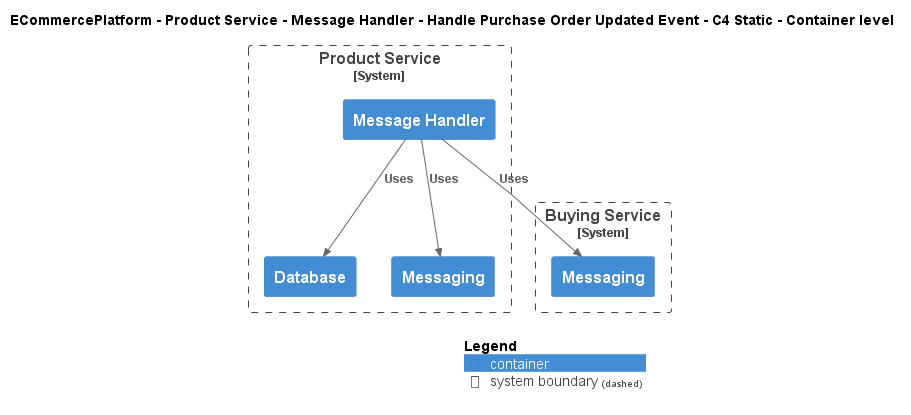 ECommercePlatform - Product Service - Message Handler - Handle Purchase Order Updated Event - C4 Static - Container level
Product Service
[System]
Message Handler
Uses
Uses
Uses
Buying Service
[System]
Database
Messaging
Messaging
Legend
container
system boundary (dashed)